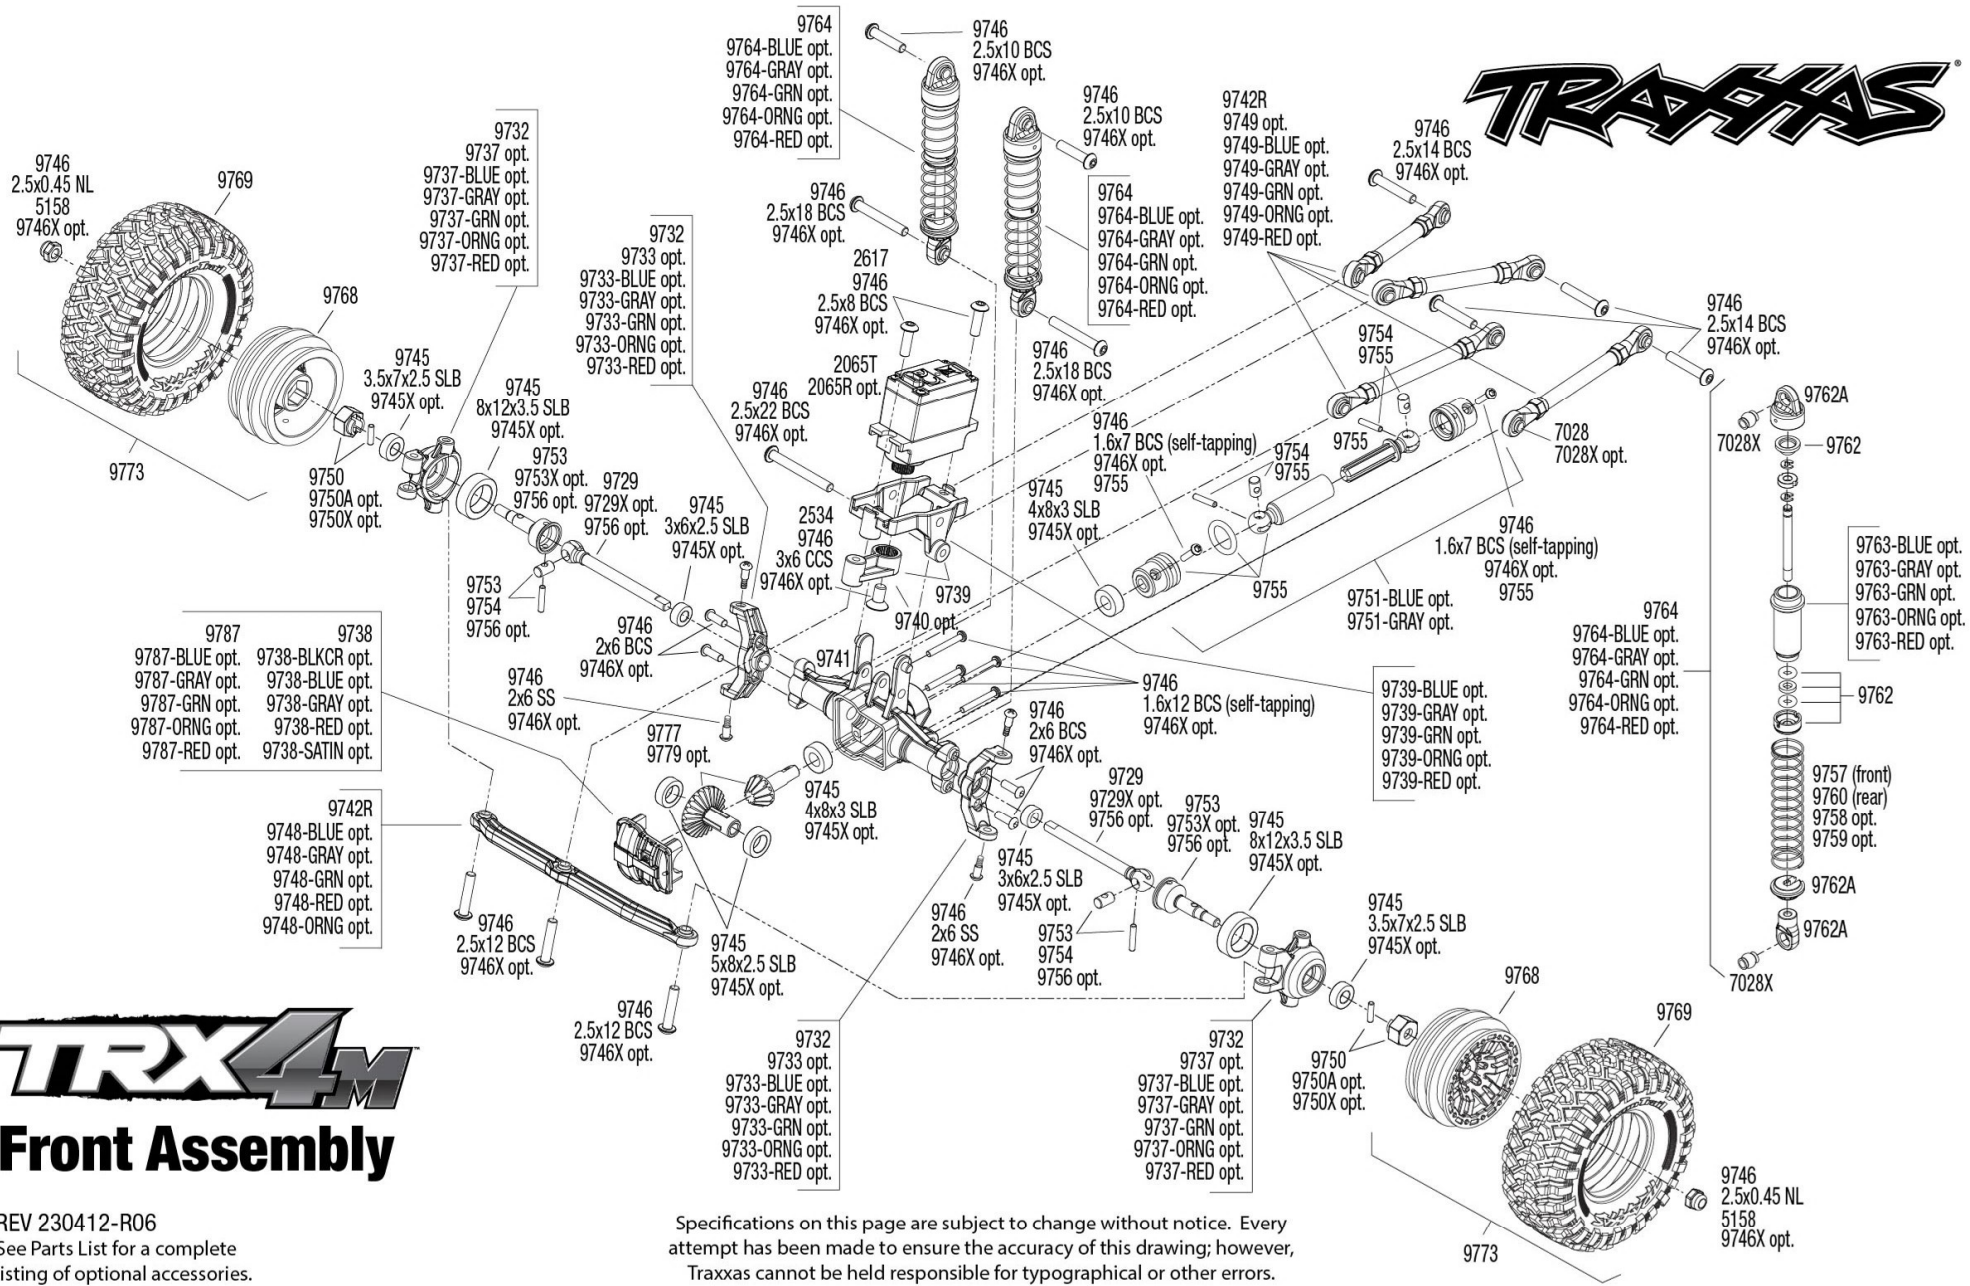 9764
9764-BLUE opt.
9764-GRAY opt.
9764-GRN opt.
9764-ORNG opt.
9764-RED opt.
9746
2.5x10 BCS
9746X opt.
9746
2.5x10 BCS
9746X opt.
9742R
9749 opt.
9749-BLUE opt.
9749-GRAY opt.
9749-GRN opt.
9749-ORNG opt.
9749-RED opt.
9746
2.5x14 BCS
9746X opt.
TRAXXAS
9746
2.5x0.45 NL
5158
9746X opt.
9769
9732
9737 opt.
9737-BLUE opt.
9737-GRAY opt.
9737-GRN opt.
9737-ORNG opt.
9737-RED opt.
9732
9733 opt.
9733-BLUE opt.
9733-GRAY opt.
9733-GRN opt.
9733-ORNG opt.
9733-RED opt.
9746
2.5x18 BCS
9746X opt.
2617
9746
2.5x8 BCS
9746X opt.
2065T
2065R opt.
9764
9764-BLUE opt.
9764-GRAY opt.
9764-GRN opt.
9764-ORNG opt.
9764-RED opt.
9746
2.5x18 BCS
9746X opt.
9746
2.5x14 BCS
9746X opt.
9754
9755
9768
9745
3.5x7x2.5 SLB
9745X opt.
9745
8x12x3.5 SLB
9745X opt.
9746
2.5x22 BCS
9746X opt.
9746
1.6x7 BCS (self-tapping)
9746X opt.
9755
9754
9755
9755
7028
7028X opt.
9762A
7028X
9762
9773
9750
9750A opt.
9750X opt.
9753
9753X opt.
9756 opt.
9729
9729X opt.
9756 opt.
9745
3x6x2.5 SLB
9745X opt.
2534
9746
3x6 CCS
9746X opt.
9745
4x8x3 SLB
9745X opt.
9746
1.6x7 BCS (self-tapping)
9746X opt.
9755
9763-BLUE opt.
9763-GRAY opt.
9763-GRN opt.
9763-ORNG opt.
9763-RED opt.
9753
9754
9756 opt.
9739
9740 opt.
9755
9751-BLUE opt.
9751-GRAY opt.
9764
9764-BLUE opt.
9764-GRAY opt.
9764-GRN opt.
9764-ORNG opt.
9764-RED opt.
9787
9787-BLUE opt.
9787-GRAY opt.
9787-GRN opt.
9787-ORNG opt.
9787-RED opt.
9738
9738-BLKCR opt.
9738-BLUE opt.
9738-GRAY opt.
9738-RED opt.
9738-SATIN opt.
9746
2x6 BCS
9746X opt.
9746
2x6 SS
9746X opt.
9741
9746
1.6x12 BCS (self-tapping)
9746X opt.
9739-BLUE opt.
9739-GRAY opt.
9739-GRN opt.
9739-ORNG opt.
9739-RED opt.
9762
9777
9779 opt.
9746
2x6 BCS
9746X opt.
9742R
9748-BLUE opt.
9748-GRAY opt.
9748-GRN opt.
9748-RED opt.
9748-ORNG opt.
9745
4x8x3 SLB
9745X opt.
9729
9729X opt.
9756 opt.
9753
9753X opt.
9756 opt.
9745
8x12x3.5 SLB
9745X opt.
9757 (front)
9760 (rear)
9758 opt.
9759 opt.
9745
3x6x2.5 SLB
9745X opt.
9762A
9746
2.5x12 BCS
9746X opt.
9745
5x8x2.5 SLB
9745X opt.
9746
2x6 SS
9746X opt.
9753
9754
9756 opt.
9745
3.5x7x2.5 SLB
9745X opt.
9762A
7028X
9768
9746
2.5x12 BCS
9746X opt.
9769
TRX4M
Front Assembly
9732
9733 opt.
9733-BLUE opt.
9733-GRAY opt.
9733-GRN opt.
9733-ORNG opt.
9733-RED opt.
9732
9737 opt.
9737-BLUE opt.
9737-GRAY opt.
9737-GRN opt.
9737-ORNG opt.
9737-RED opt.
9750
9750A opt.
9750X opt.
9746
2.5x0.45 NL
5158
9746X opt.
9773
REV 230412-R06
See Parts List for a complete
listing of optional accessories.
Specifications on this page are subject to change without notice. Every
attempt has been made to ensure the accuracy of this drawing; however,
Traxxas cannot be held responsible for typographical or other errors.